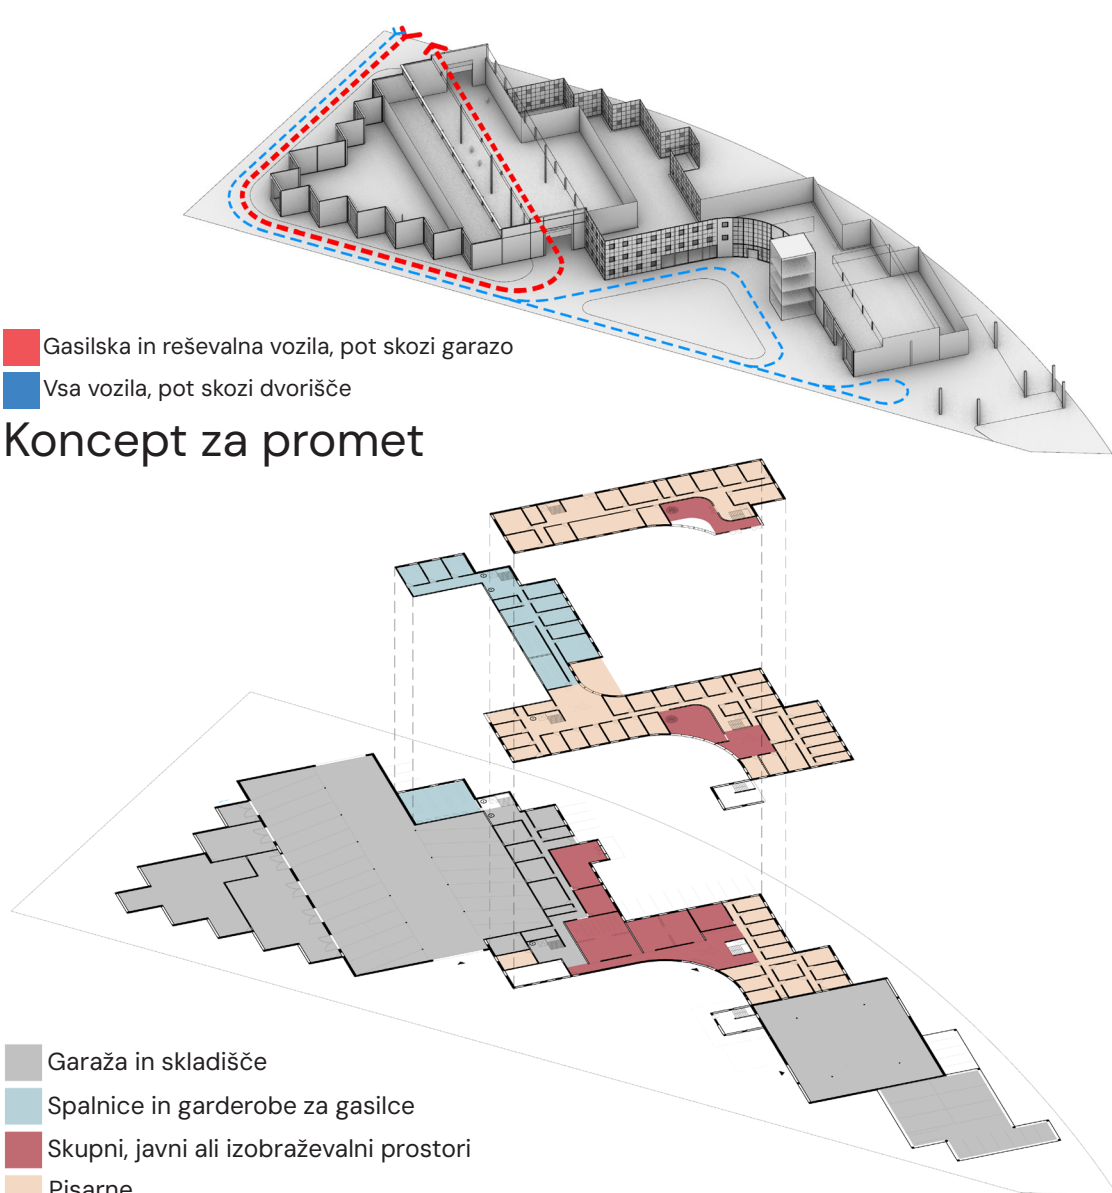 Gasilska in reševalna vozila, pot skozi garazo
Vsa vozila, pot skozi dvorišče
Koncept za promet
Garaža in skladišče
Spalnice in garderobe za gasilce
Skupni, javni ali izobraževalni prostori
Pisarne